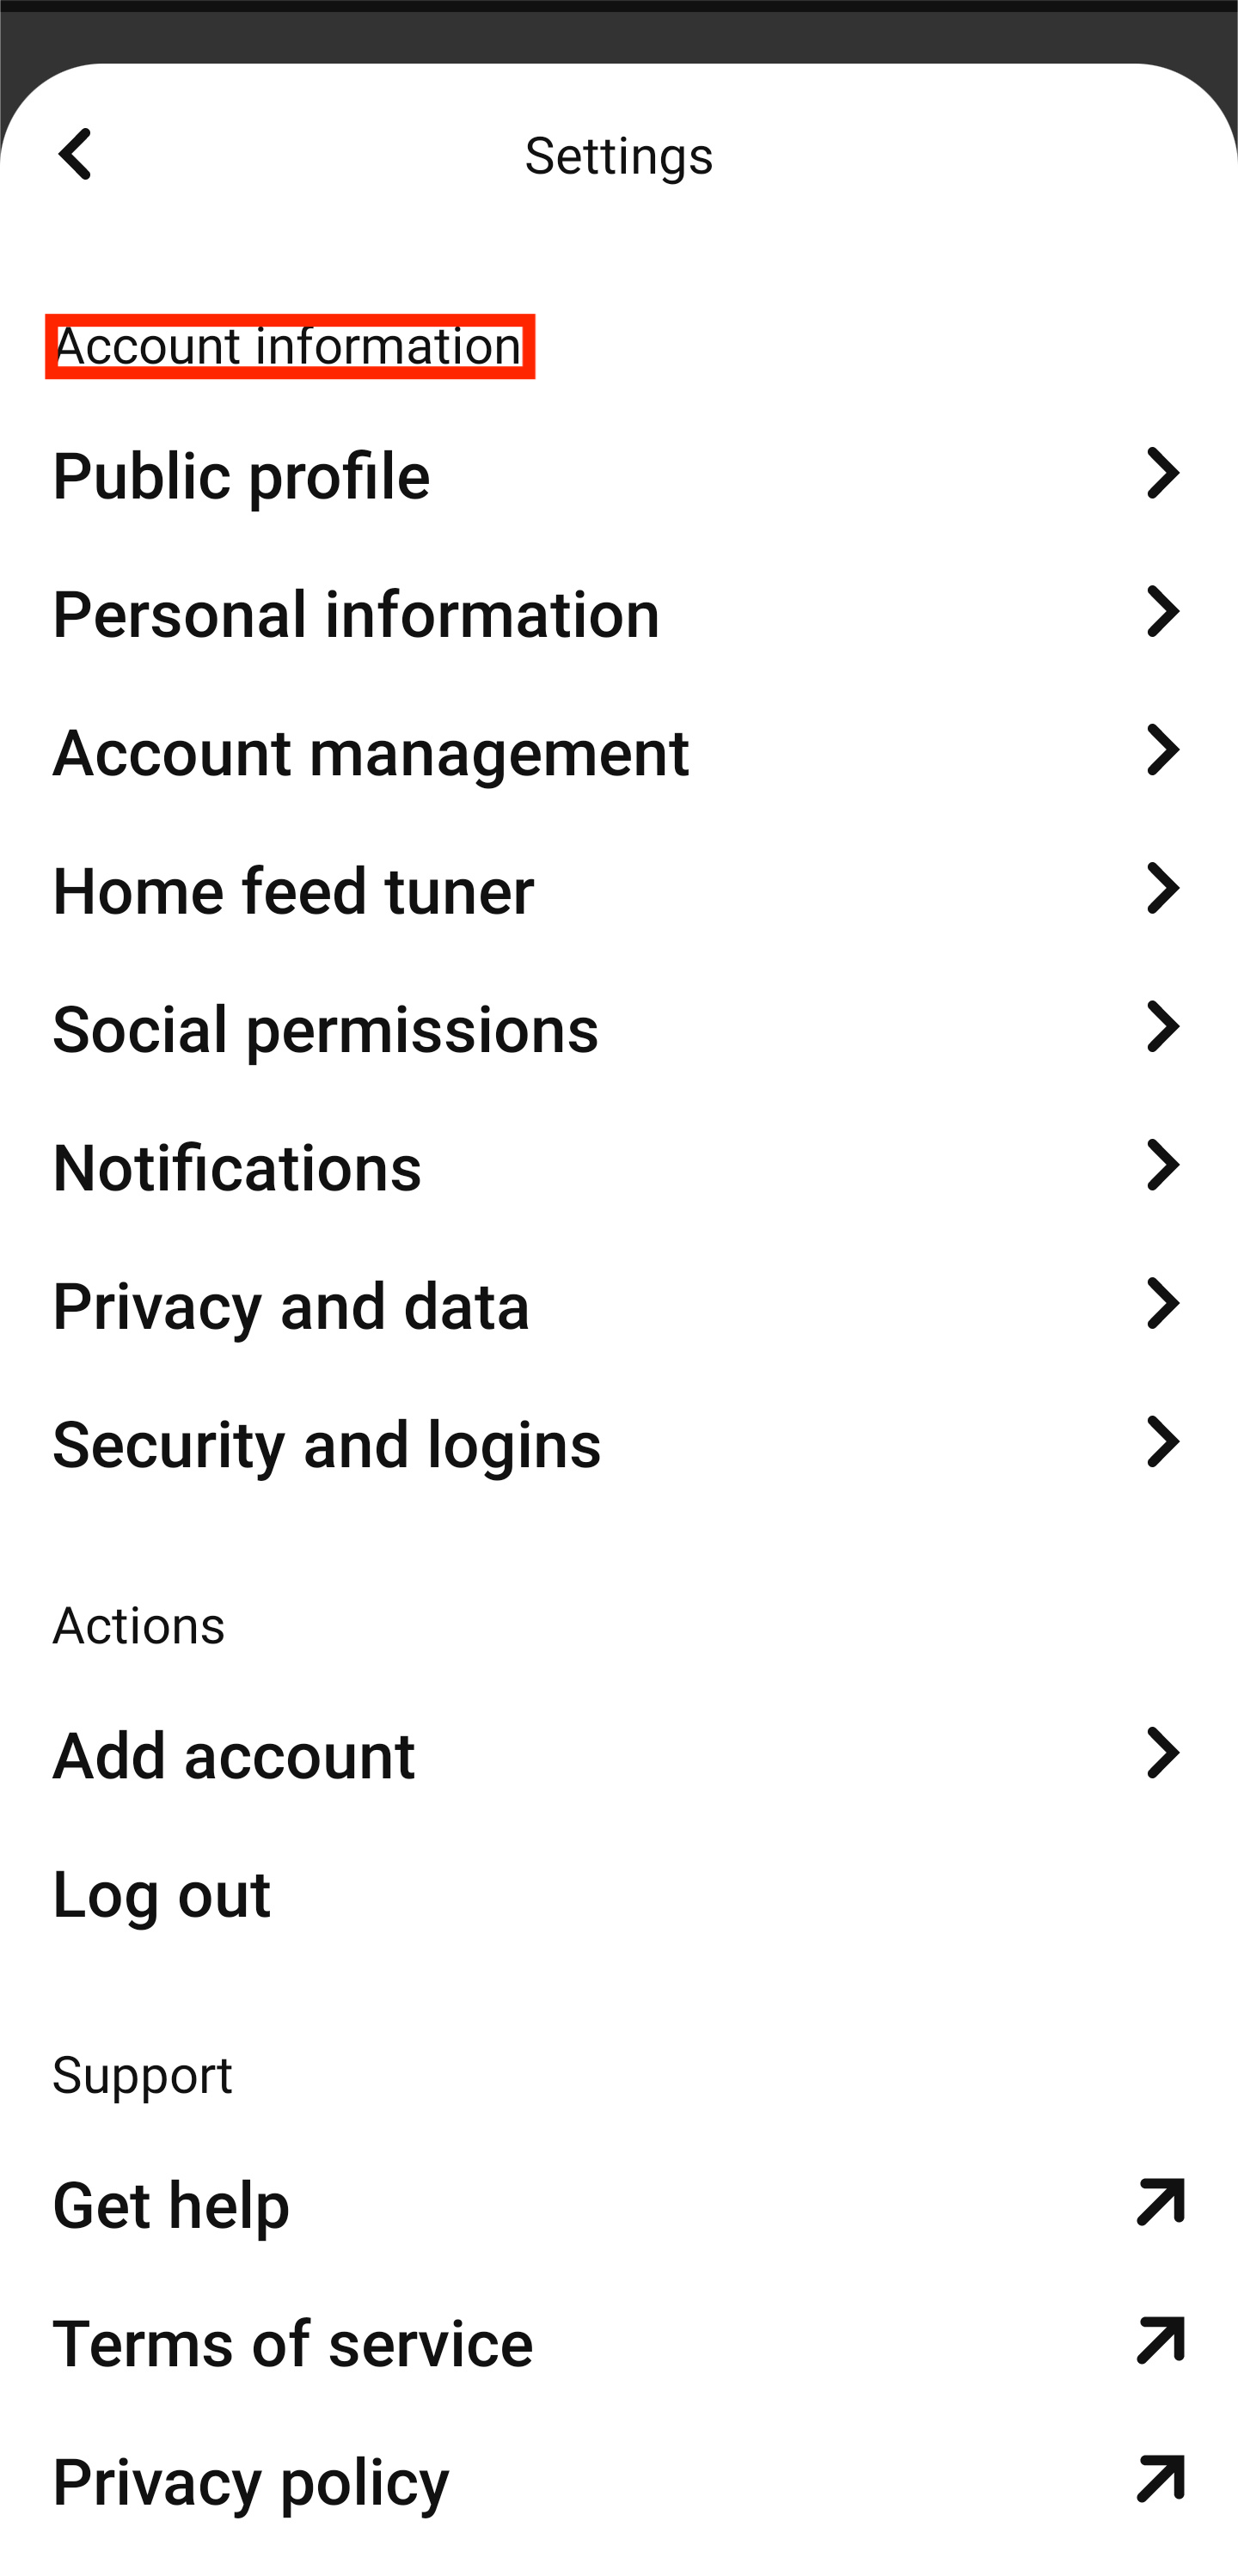 Settings
Account information
Public profile
Personal information
Account management
Home feed tuner
Social permissions
Notifications
Privacy and data
Security and logins
Actions
Add account
Log out
Support
Get help
Terms of service
Privacy policy